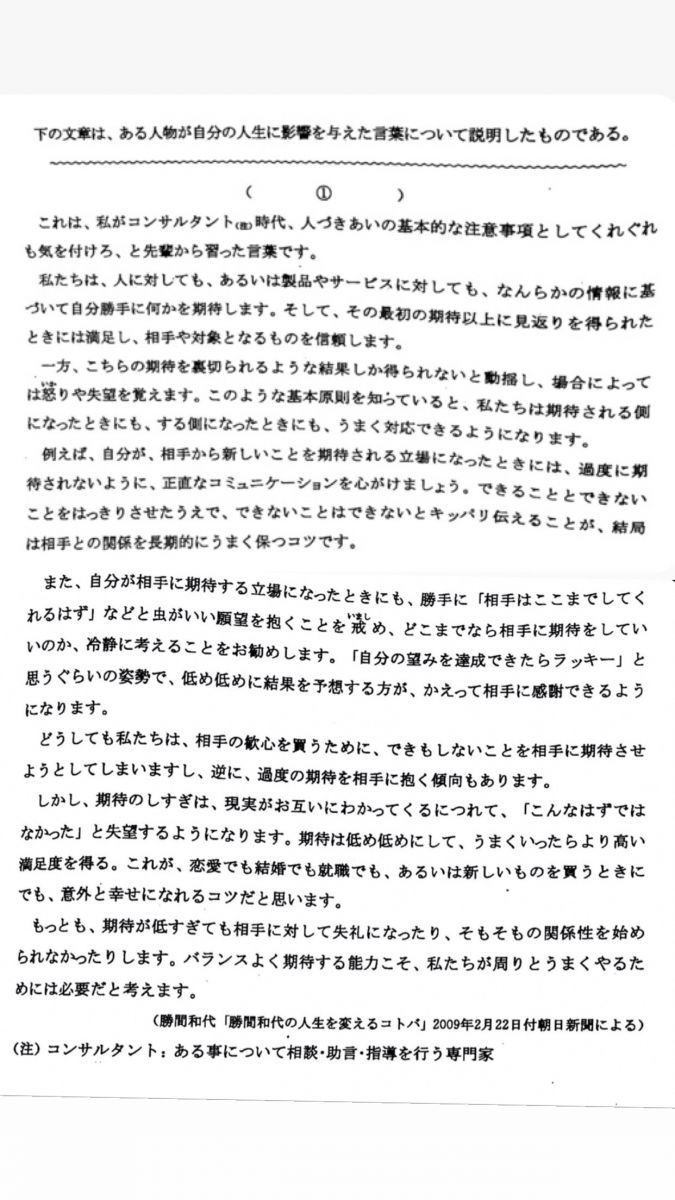 下の文章は、ある人物が自分の人生に影響を与えた言葉について説明したものである。
( ① )
これは、私がコンサルタント(注)時代、人づきあいの基本的な注意事項としてくれぐれ
も気を付けろ、と先輩から習った言葉です。
私たちは、人に対しても、あるいは製品やサービスに対しても、なんらかの情報に基
づいて自分勝手に何かを期待します。そして、その最初の期待以上に見返りを得られた
ときには満足し、相手や対象となるものを信頼します。
一方、こちらの期待を裏切られるような結果しか得られないと動揺し、場合によって
は怒りや失望を覚えます。このような基本原則を知っていると、私たちは期待される側
になったときにも、する側になったときにも、うまく対応できるようになります。
例えば、自分が、相手から新しいことを期待される立場になったときには、過度に期
待されないように、正直なコミュニケーションを心がけましょう。できることとできない
ことをはっきりさせたうえで、できないことはできないとキッパリ伝えることが、結局
は相手との関係を長期的にうまく保つコツです。
また、自分が相手に期待する立場になったときにも、勝手に「相手はここまでしてく
れるはず」などと虫がいい願望を抱くことを戒め、どこまでなら相手に期待をしてい
いのか、冷静に考えることをお勧めします。「自分の望みを達成できたらラッキー」と
思うぐらいの姿勢で、低め低めに結果を予想する方が、かえって相手に感謝できるよう
になります。
どうしても私たちは、相手の歓心を買うために、できもしないことを相手に期待させ
ようとしてしまいますし、逆に、過度の期待を相手に抱く傾向もあります。
しかし、期待のしすぎは、現実がお互いにわかってくるにつれて、「こんなはずでは
なかった」と失望するようになります。期待は低め低めにして、うまくいったらより高い
満足度を得る。これが、恋愛でも結婚でも就職でも、あるいは新しいものを買うときに
でも、意外と幸せになれるコツだと思います。
もっとも、期待が低すぎても相手に対して失礼になったり、そもそもの関係性を始め
られなかったりします。バランスよく期待する能力こそ、私たちが周りとうまくやるた
めには必要だと考えます。
(勝間和代「勝間和代の人生を変えるコトバ」2009年2月22日付朝日新聞による)
(注) コンサルタント：ある事について相談・助言・指導を行う専門家